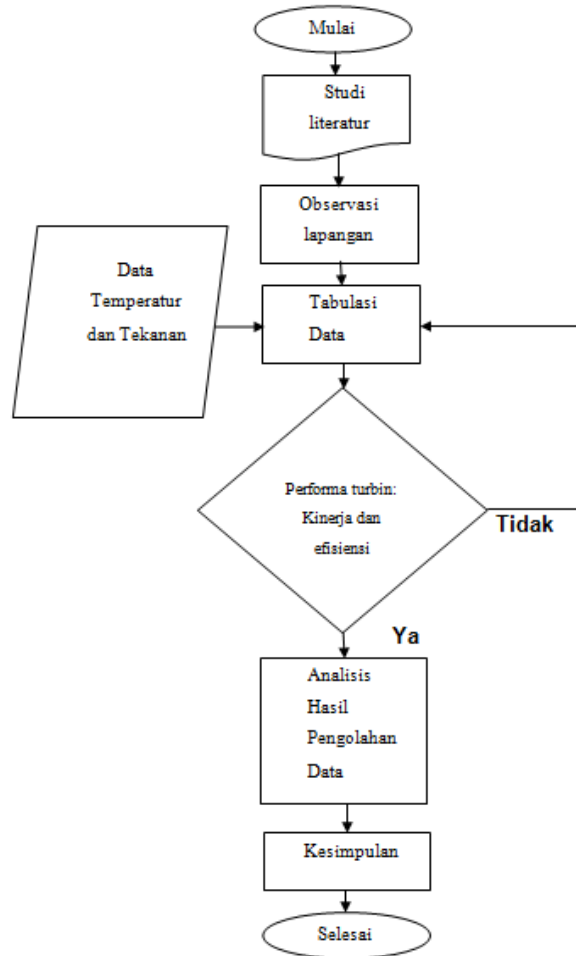 Mulai
Studi
literatur
Observasi
lapangan
Data
Temperatur
dan Tekanan
Tabulasi
Data
Performa turbin:
Kinerja dan
efisiensi
Tidak
Ya
Analisis
Hasil
Pengolahan
Data
Kesimpulan
Selesai